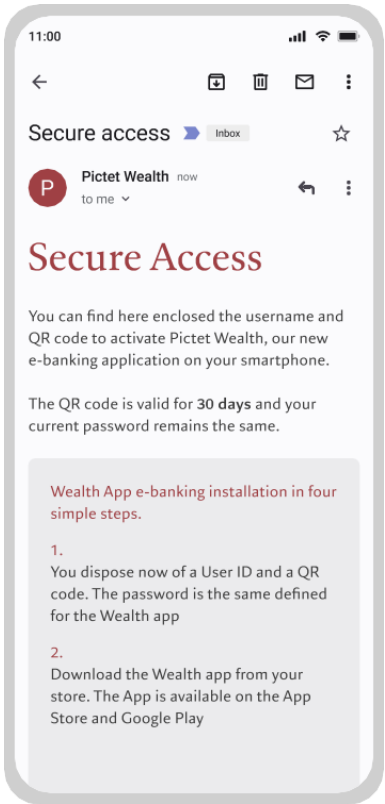 11:00
Secure access Inbox
P
Pictet Wealth now
to me
Secure Access
You can find here enclosed the username and
QR code to activate Pictet Wealth, our new
e-banking application on your smartphone.
The QR code is valid for 30 days and your
current password remains the same.
Wealth App e-banking installation in four
simple steps.
1.
You dispose now of a User ID and a QR
code. The password is the same defined
for the Wealth app
2.
Download the Wealth app from your
store. The App is available on the App
Store and Google Play